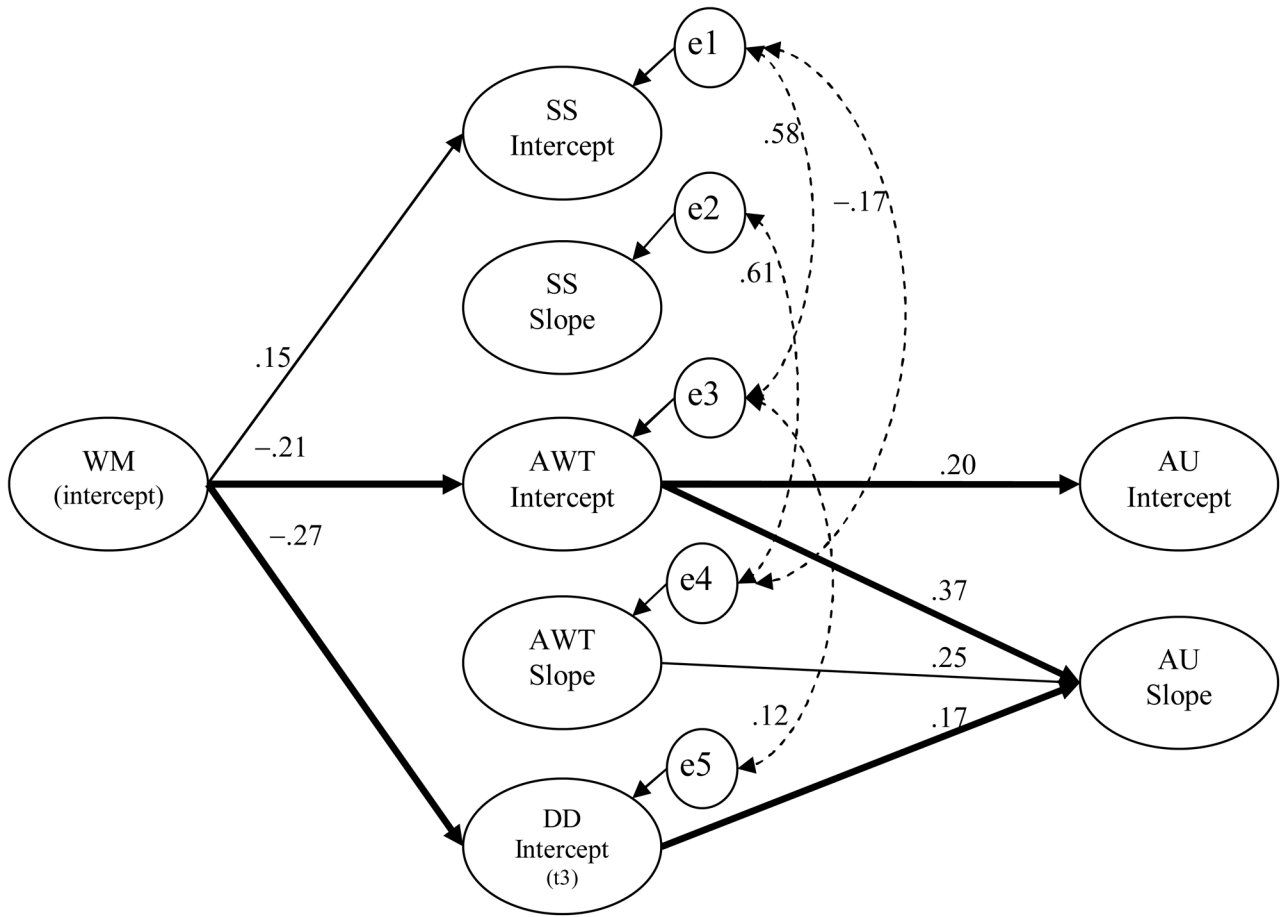 e1
SS
Intercept
.58
e2
–.17
.61
SS
Slope
.15
e3
–.21
WM
(intercept)
AWT
Intercept
.20
AU
Intercept
–.27
e4
.37
AWT
Slope
.25
AU
Slope
.12
.17
e5
DD
Intercept
(t3)